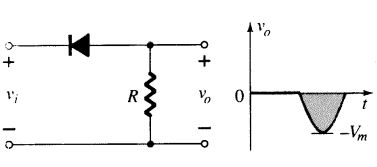 v_o
+ +
v_i R v_o
− −
0
t
−V_m